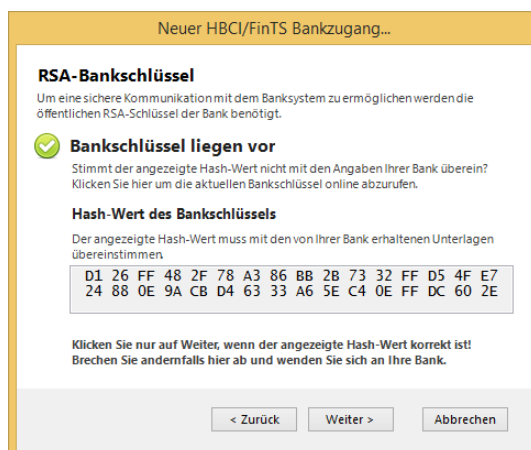 Neuer HBCI/FinTS Bankzugang...
RSA-Bankschlüssel
Um eine sichere Kommunikation mit dem Banksystem zu ermöglichen werden die
öffentlichen RSA-Schlüssel der Bank benötigt.
Bankschlüssel liegen vor
Stimmt der angezeigte Hash-Wert nicht mit den Angaben Ihrer Bank überein?
Klicken Sie hier um die aktuellen Bankschlüssel online abzurufen.
Hash-Wert des Bankschlüssels
Der angezeigte Hash-Wert muss mit den von Ihrer Bank erhaltenen Unterlagen
übereinstimmen.
D1 26 FF 48 2F 78 A3 86 BB 2B 73 32 FF D5 4F E7
24 88 0E 9A CB D4 63 33 A6 5E C4 0E FF DC 60 2E
Klicken Sie nur auf Weiter, wenn der angezeigte Hash-Wert korrekt ist!
Brechen Sie andernfalls hier ab und wenden Sie sich an Ihre Bank.
< Zurück Weiter > Abbrechen